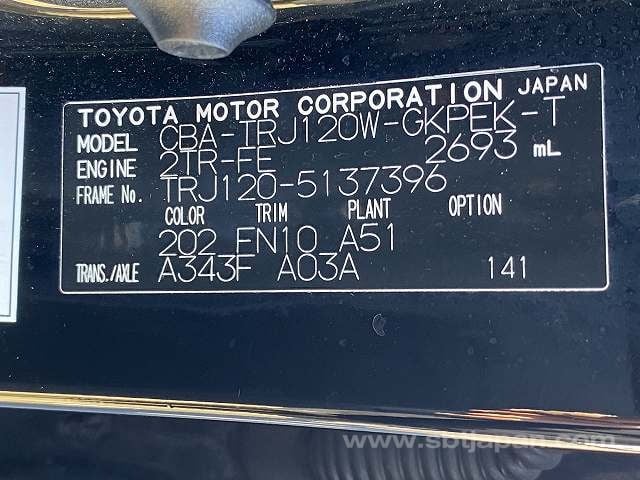 TOYOTA MOTOR CORPORATION JAPAN
MODEL CBA-TRJ120W-GKPEK-T
ENGINE 2TR-FE 2693 mL
FRAME No. TRJ120-5137396
COLOR TRIM PLANT OPTION
202 FN10 A51
TRANS./AXLE A343F A03A 141
www.sbtjapan.com